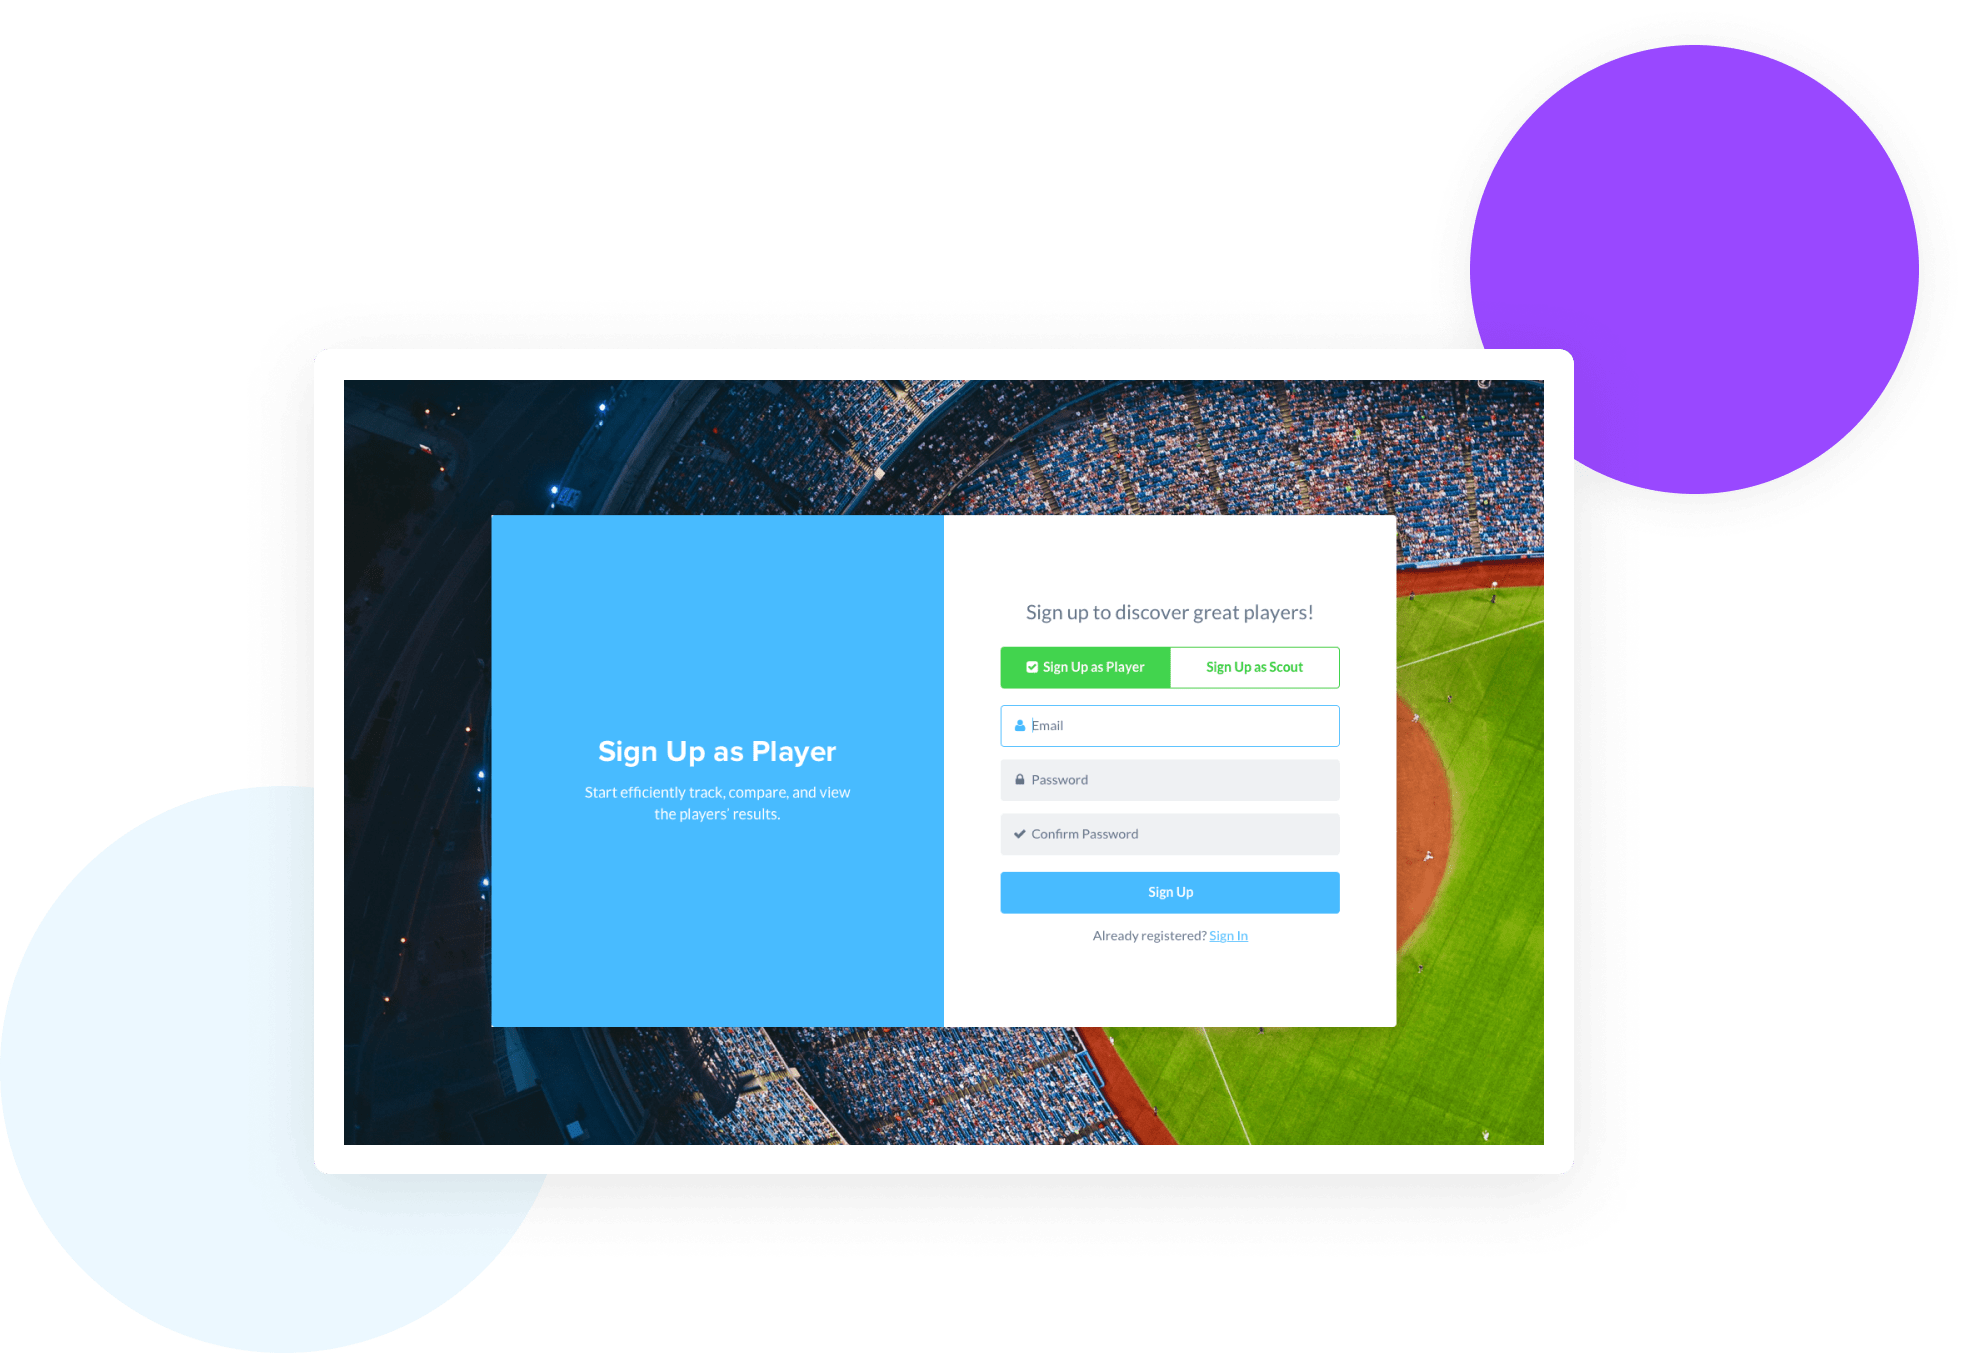 Sign Up as Player
Start efficiently track, compare, and view
the players' results.
Sign up to discover great players!
Sign Up as Player
Sign Up as Scout
Email
Password
Confirm Password
Sign Up
Already registered? Sign In